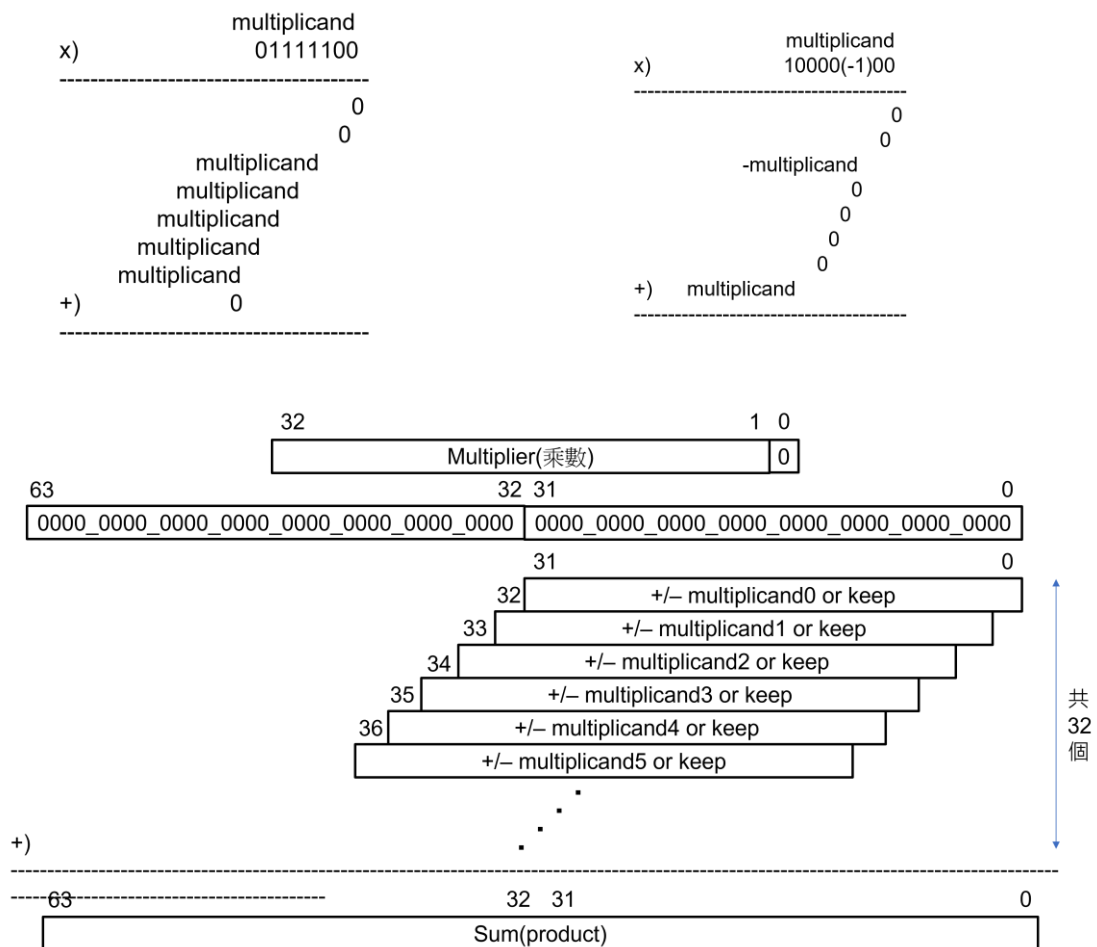 multiplicand
x) 01111100
-----------------------------------------
0
0
multiplicand
multiplicand
multiplicand
multiplicand
multiplicand
+) 0
-----------------------------------------
multiplicand
x) 10000(-1)00
-----------------------------------------
0
0
-multiplicand
0
0
0
0
+) multiplicand
-----------------------------------------
32 1 0
Multiplier(乘數) 0
63 32 31 0
0000_0000_0000_0000_0000_0000_0000_0000 0000_0000_0000_0000_0000_0000_0000_0000
31 0
32 +/– multiplicand0 or keep
33 +/– multiplicand1 or keep
34 +/– multiplicand2 or keep
35 +/– multiplicand3 or keep
36 +/– multiplicand4 or keep
+/– multiplicand5 or keep
共
32
個
+)
63 32 31 0
Sum(product)